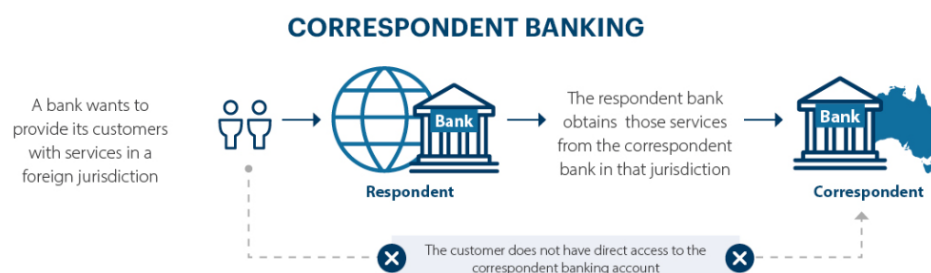 CORRESPONDENT BANKING
A bank wants to
provide its customers
with services in a
foreign jurisdiction
Bank
Respondent
The respondent bank
obtains those services
from the correspondent
bank in that jurisdiction
Bank
Correspondent
The customer does not have direct access to the
correspondent banking account